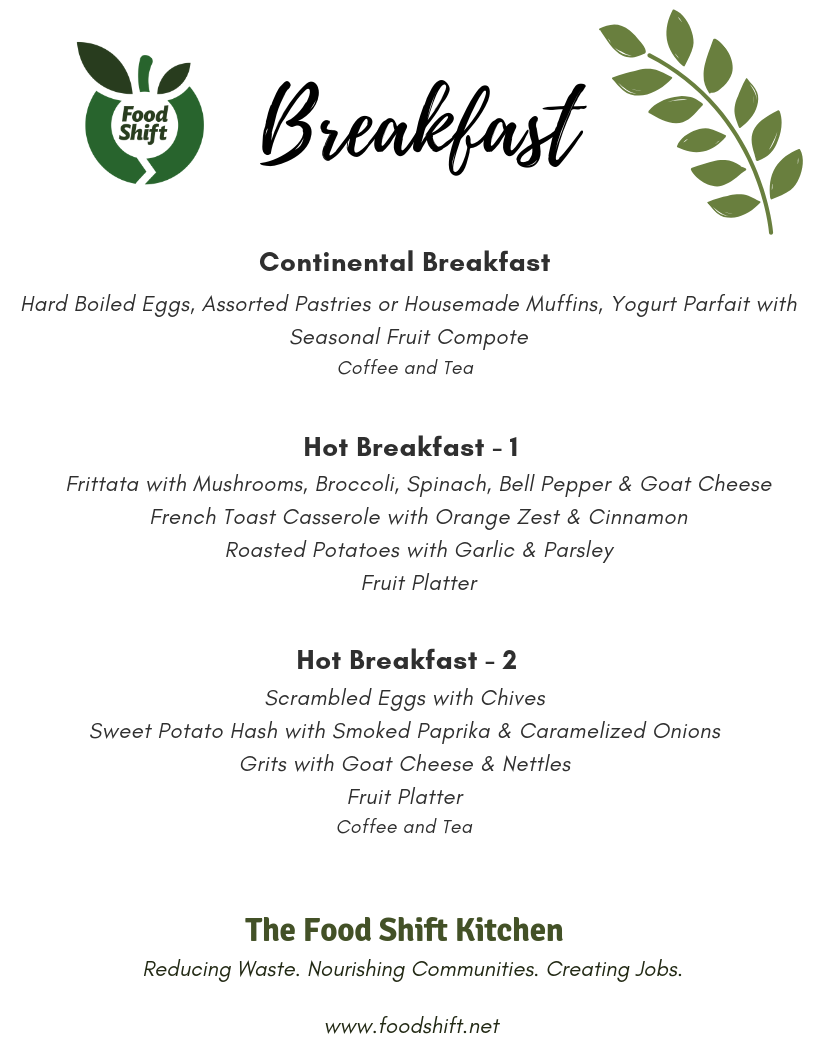 Food
Shift
Breakfast
Continental Breakfast
Hard Boiled Eggs, Assorted Pastries or Housemade Muffins, Yogurt Parfait with
Seasonal Fruit Compote
Coffee and Tea
Hot Breakfast - 1
Frittata with Mushrooms, Broccoli, Spinach, Bell Pepper & Goat Cheese
French Toast Casserole with Orange Zest & Cinnamon
Roasted Potatoes with Garlic & Parsley
Fruit Platter
Hot Breakfast - 2
Scrambled Eggs with Chives
Sweet Potato Hash with Smoked Paprika & Caramelized Onions
Grits with Goat Cheese & Nettles
Fruit Platter
Coffee and Tea
The Food Shift Kitchen
Reducing Waste. Nourishing Communities. Creating Jobs.
www.foodshift.net